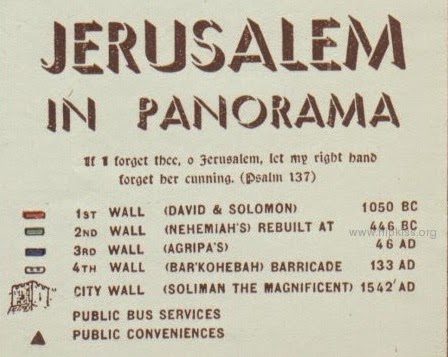 JERUSALEM
IN PANORAMA
If I forget thee, o Jerusalem, let my right hand
forget her cunning. (Psalm 137)
1ST WALL (DAVID & SOLOMON) 1050 BC
2ND WALL (NEHEMIAH'S) REBUILT AT 446 BC
www.hipkiss.org
3RD WALL (AGRIPA'S) 46 AD
4TH WALL (BAR'KOHEBAH) BARRICADE 133 AD
CITY WALL (SOLIMAN THE MAGNIFICENT) 1542 AD
PUBLIC BUS SERVICES
PUBLIC CONVENIENCES